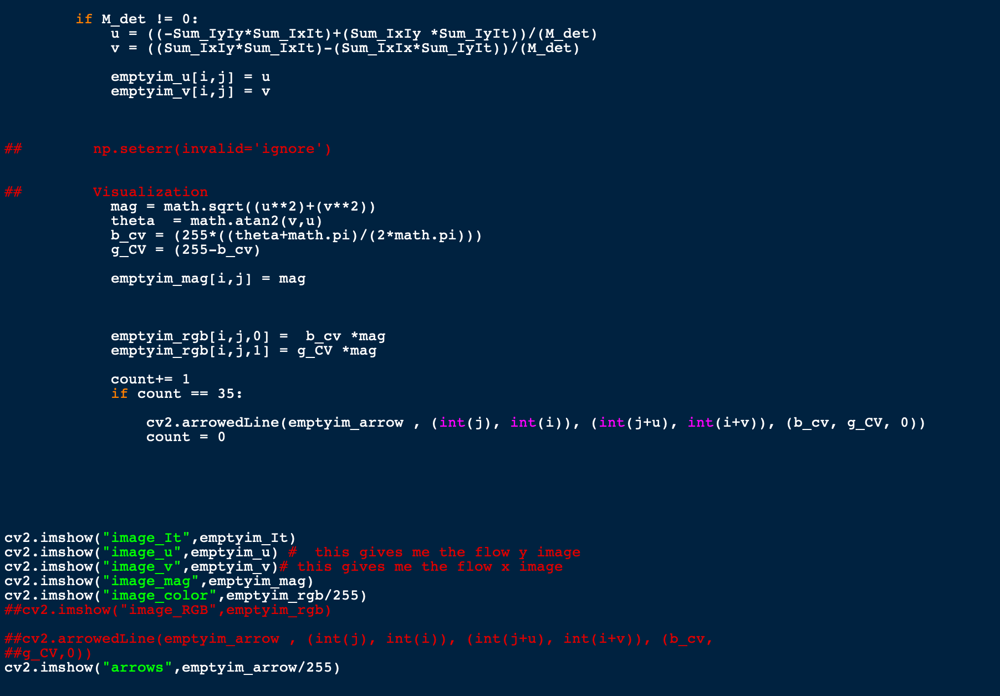 if M_det != 0:
            u = ((-Sum_IyIy*Sum_IxIt)+(Sum_IxIy *Sum_IyIt))/(M_det)
            v = ((Sum_IxIy*Sum_IxIt)-(Sum_IxIx*Sum_IyIt))/(M_det)
            emptyim_u[i,j] = u
            emptyim_v[i,j] = v
##        np.seterr(invalid='ignore')
##        Visualization
            mag = math.sqrt((u**2)+(v**2))
            theta  = math.atan2(v,u)
            b_cv = (255*((theta+math.pi)/(2*math.pi)))
            g_CV = (255-b_cv)
            emptyim_mag[i,j] = mag
            emptyim_rgb[i,j,0] =  b_cv *mag
            emptyim_rgb[i,j,1] = g_CV *mag
            count+= 1
            if count == 35:
                cv2.arrowedLine(emptyim_arrow , (int(j), int(i)), (int(j+u), int(i+v)), (b_cv, g_CV, 0))
                count = 0
cv2.imshow("image_It",emptyim_It)
cv2.imshow("image_u",emptyim_u) #  this gives me the flow y image
cv2.imshow("image_v",emptyim_v)# this gives me the flow x image
cv2.imshow("image_mag",emptyim_mag)
cv2.imshow("image_color",emptyim_rgb/255)
##cv2.imshow("image_RGB",emptyim_rgb)
##cv2.arrowedLine(emptyim_arrow , (int(j), int(i)), (int(j+u), int(i+v)), (b_cv,
##g_CV,0))
cv2.imshow("arrows",emptyim_arrow/255)